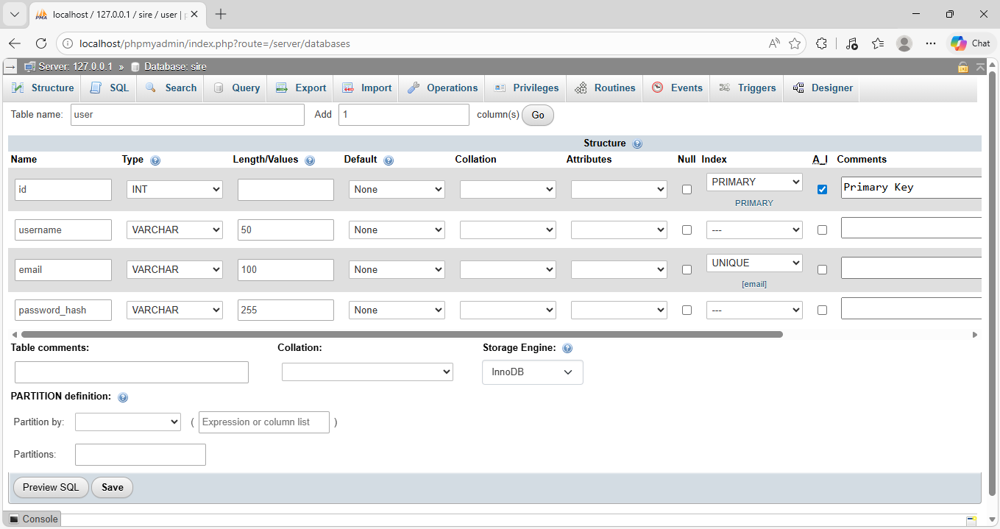 localhost / 127.0.0.1 / sire / user |
localhost/phpmyadmin/index.php?route=/server/databases
Chat
Server: 127.0.0.1 » Database: sire
Structure SQL Search Query Export Import Operations Privileges Routines Events Triggers Designer
Table name: user Add 1 column(s) Go
Structure
Name Type Length/Values Default Collation Attributes Null Index A_I Comments
id INT None PRIMARY Primary Key
PRIMARY
username VARCHAR 50 None ---
email VARCHAR 100 None UNIQUE
[email]
password_hash VARCHAR 255 None ---
Table comments: Collation: Storage Engine:
InnoDB
PARTITION definition:
Partition by: ( Expression or column list )
Partitions:
Preview SQL Save
Console